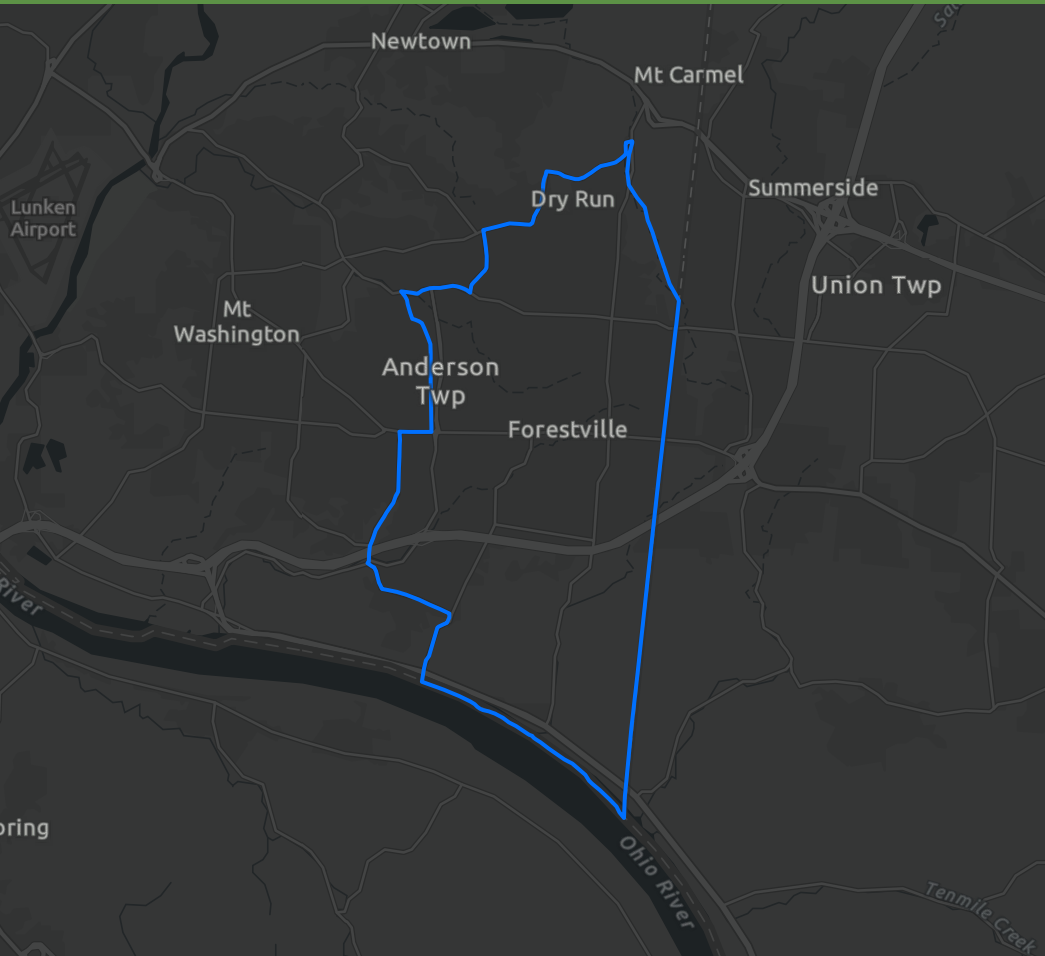 Newtown
Mt Carmel
Summerside
Dry Run
Lunken
Airport
Union Twp
Mt
Washington
Anderson
Twp
Forestville
River
Ohio River
Tenmile Creek